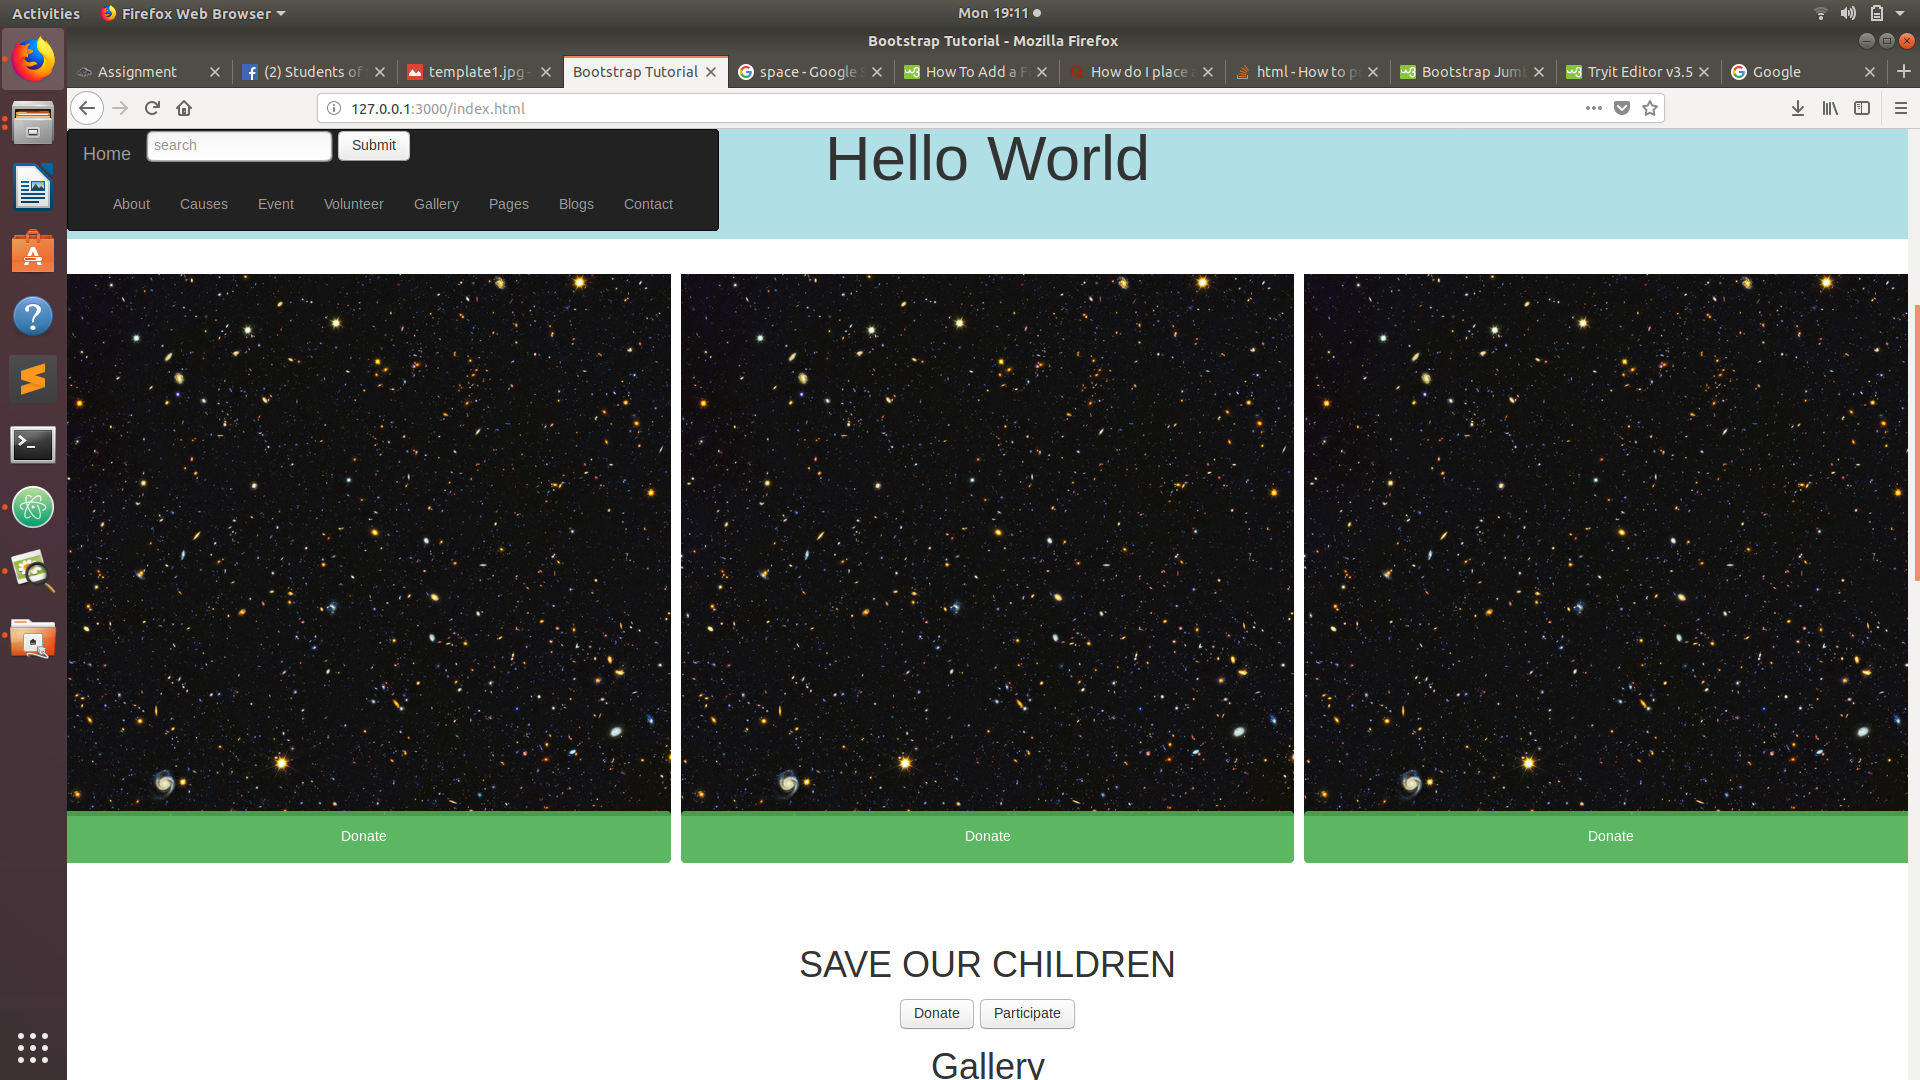 Activities Firefox Web Browser Mon 19:11
Bootstrap Tutorial - Mozilla Firefox
Assignment (2) Students of template1.jpg - Bootstrap Tutorial space - Google How To Add a How do I place html - How to Bootstrap Tryit Editor v3.5 Google
127.0.0.1:3000/index.html
Home search Submit
Hello World
About Causes Event Volunteer Gallery Pages Blogs Contact
Donate Donate Donate
SAVE OUR CHILDREN
Donate Participate
Gallery